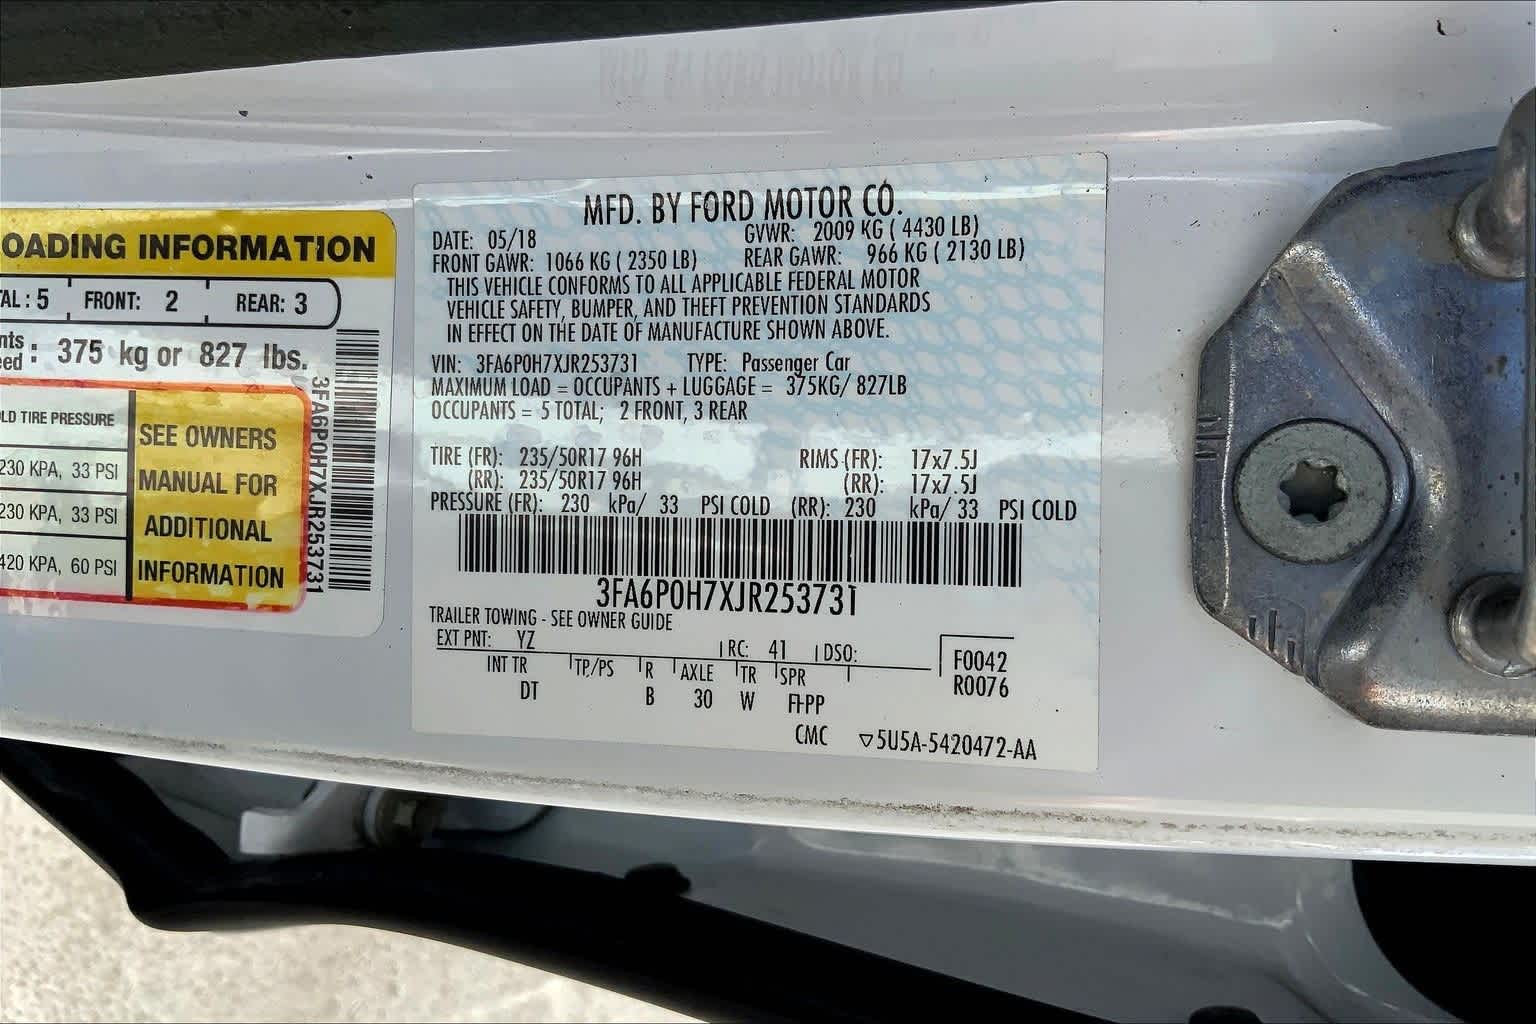 OADING INFORMATION
TAL : 5 FRONT: 2 REAR: 3
nts
eed : 375 kg or 827 lbs.
LD TIRE PRESSURE
230 KPA, 33 PSI
230 KPA, 33 PSI
420 KPA, 60 PSI
SEE OWNERS
MANUAL FOR
ADDITIONAL
INFORMATION
3FA6P0H7XJR253731
MFD. BY FORD MOTOR CO.
DATE: 05/18 GVWR: 2009 KG ( 4430 LB)
FRONT GAWR: 1066 KG ( 2350 LB) REAR GAWR: 966 KG ( 2130 LB)
THIS VEHICLE CONFORMS TO ALL APPLICABLE FEDERAL MOTOR
VEHICLE SAFETY, BUMPER, AND THEFT PREVENTION STANDARDS
IN EFFECT ON THE DATE OF MANUFACTURE SHOWN ABOVE.
VIN: 3FA6P0H7XJR253731 TYPE: Passenger Car
MAXIMUM LOAD = OCCUPANTS + LUGGAGE = 375KG/ 827LB
OCCUPANTS = 5 TOTAL; 2 FRONT, 3 REAR
TIRE (FR): 235/50R17 96H RIMS (FR): 17x7.5J
(RR): 235/50R17 96H (RR): 17x7.5J
PRESSURE (FR): 230 kPa/ 33 PSI COLD (RR): 230 kPa/ 33 PSI COLD
3FA6P0H7XJR253731
TRAILER TOWING - SEE OWNER GUIDE
EXT PNT: YZ RC: 41 DSO:
F0042
R0076
INT TR TP/PS R AXLE TR SPR
DT B 30 W FFPP
CMC ▽5U5A-5420472-AA